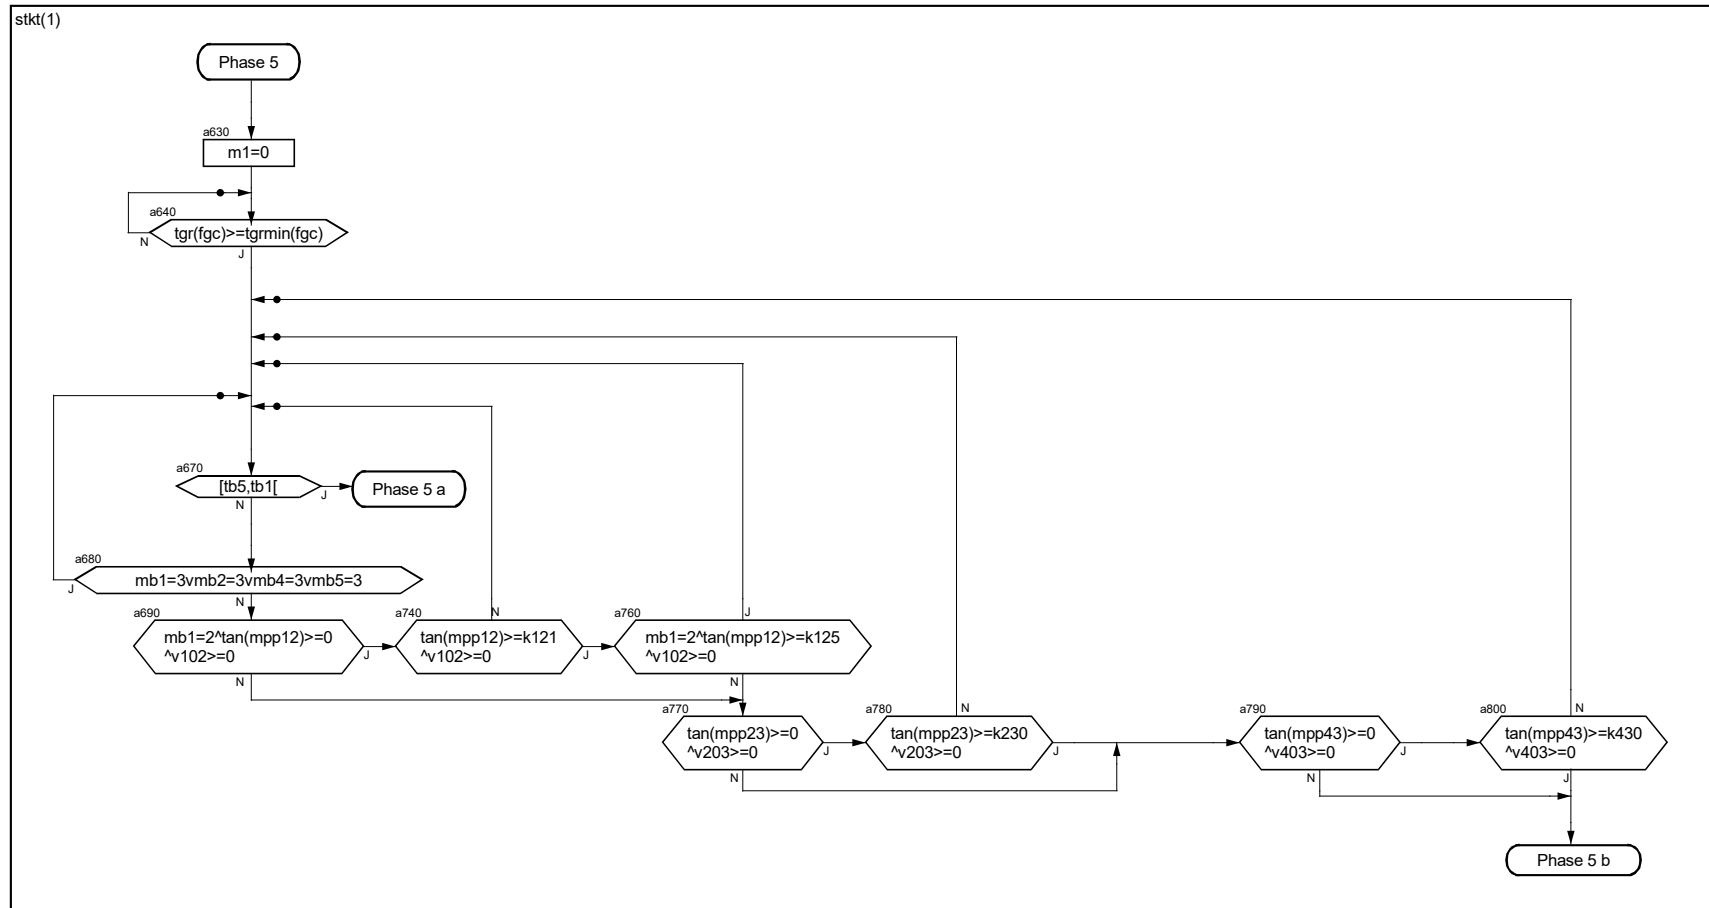 stkt(1)
Phase 5
a630
m1=0
a640
tgr(fgc)>=tgrmin(fgc)
N
J
a670
[tb5,tb1[
J
Phase 5 a
N
a680
mb1=3vmb2=3vmb4=3vmb5=3
J
N
a690
mb1=2^tan(mpp12)>=0
^v102>=0
J
N
a740
N
tan(mpp12)>=k121
^v102>=0
J
a760
J
mb1=2^tan(mpp12)>=k125
^v102>=0
N
a770
tan(mpp23)>=0
^v203>=0
J
N
a780
N
tan(mpp23)>=k230
^v203>=0
J
a790
tan(mpp43)>=0
^v403>=0
J
N
a800
N
tan(mpp43)>=k430
^v403>=0
J
Phase 5 b